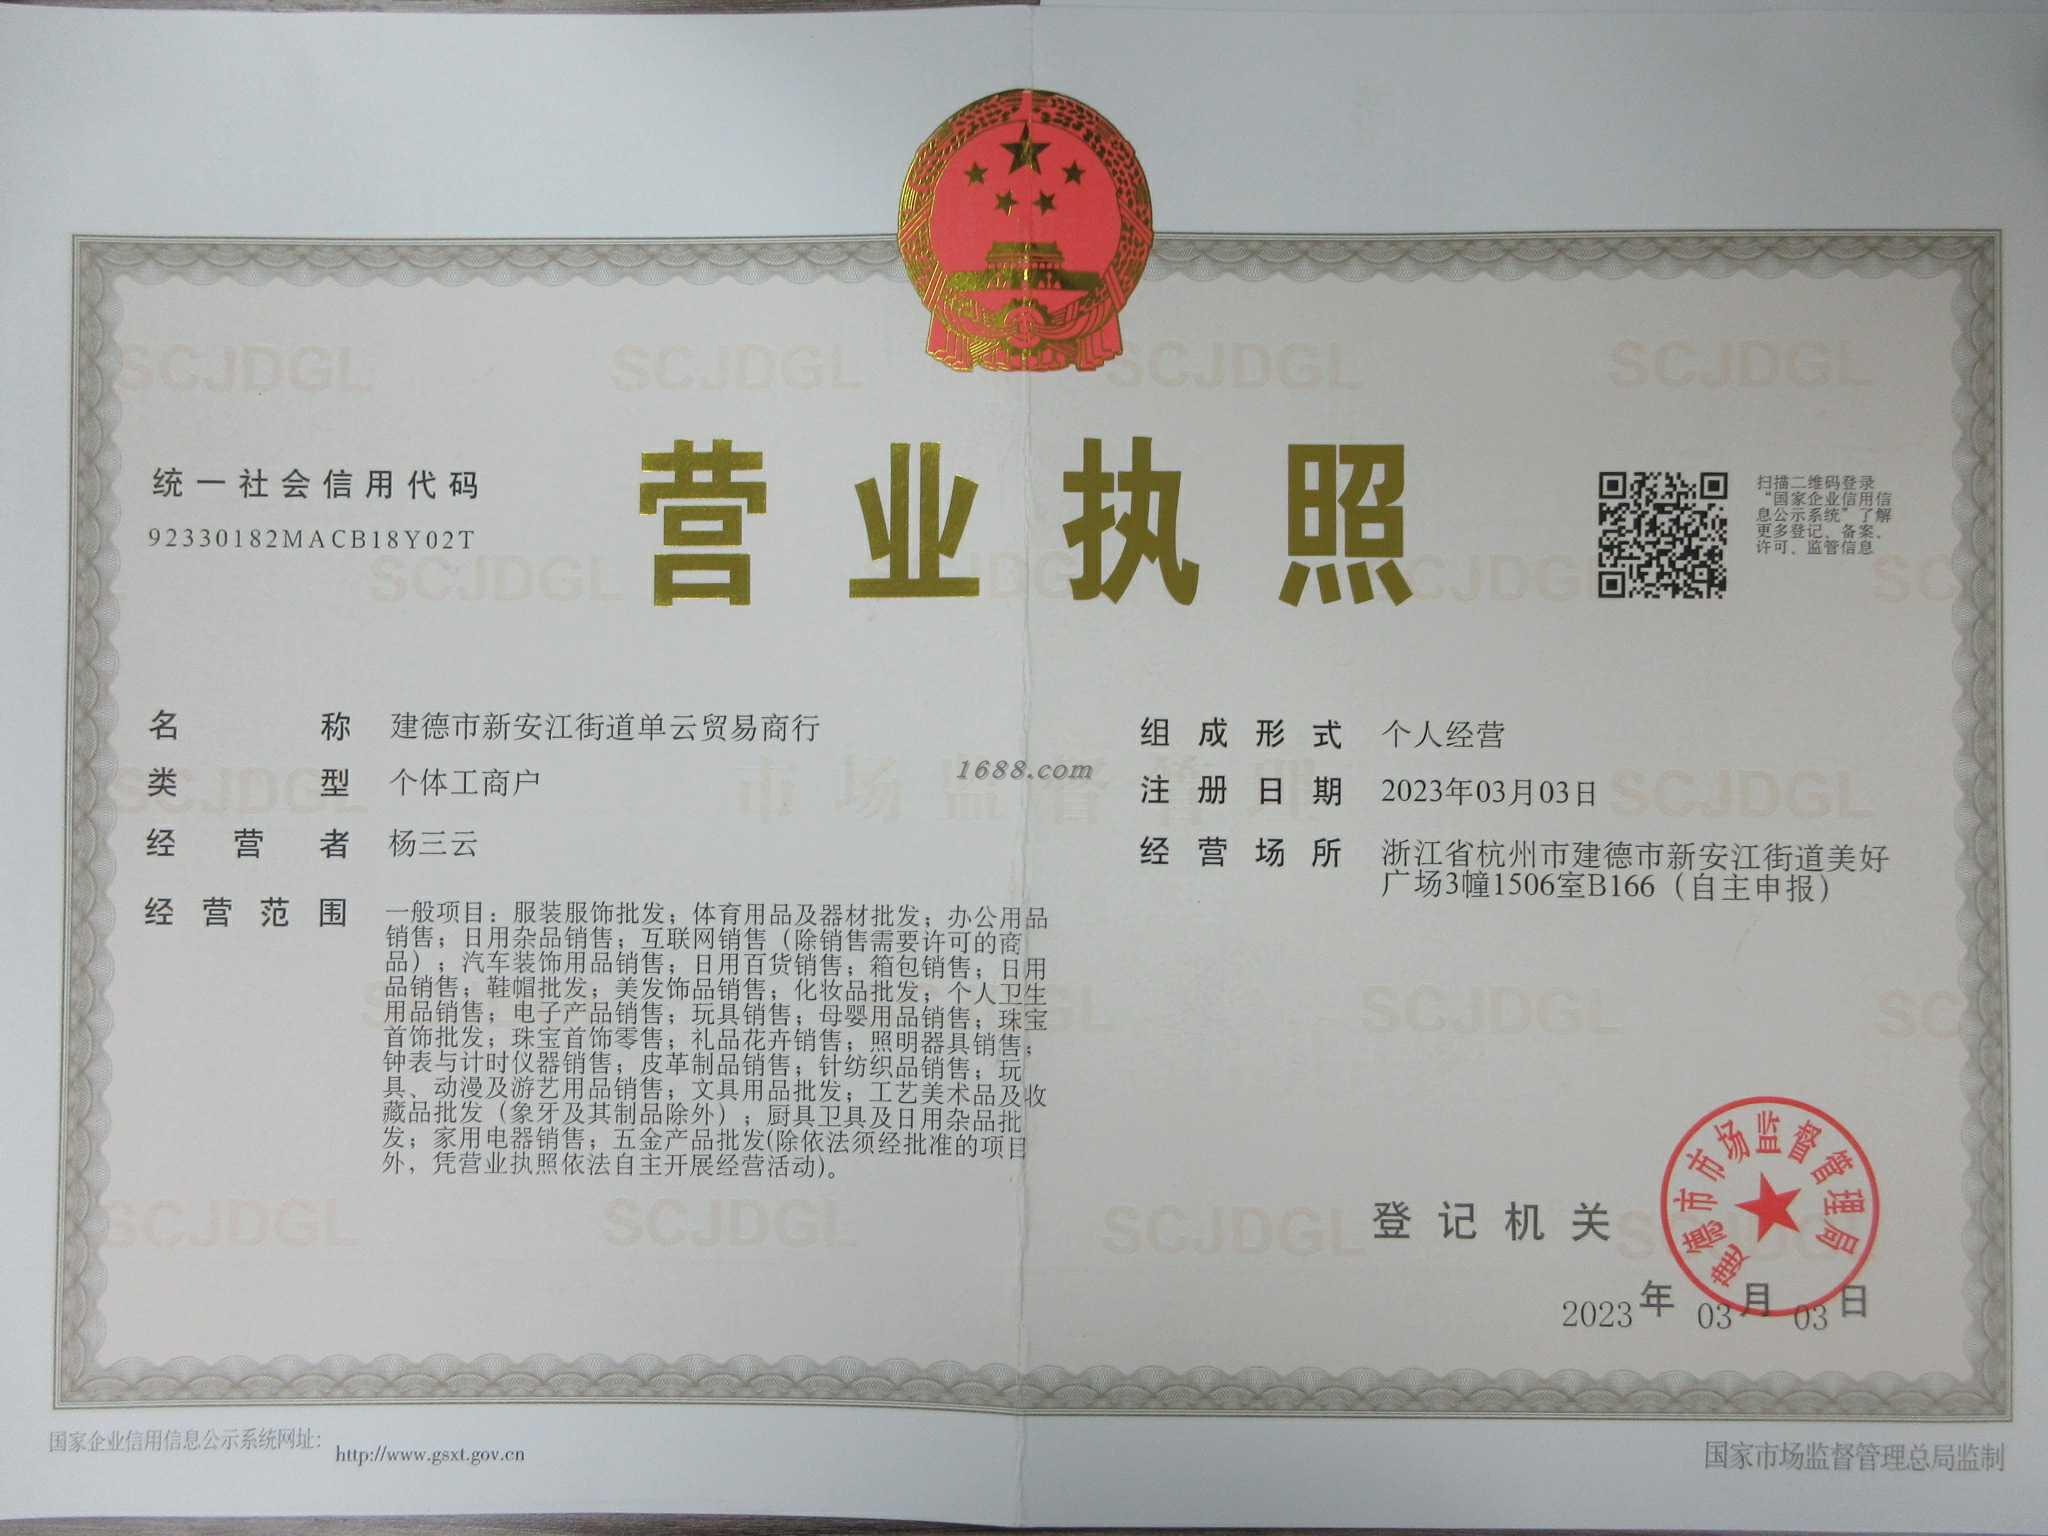 统一社会信用代码
92330182MACB18Y02T
营业执照
扫描二维码登录
“国家企业信用信
息公示系统”了解
更多登记、备案、
许可、监管信息
名称 建德市新安江街道单云贸易商行
类型 个体工商户
经营者 杨三云
经营范围 一般项目：服装服饰批发；体育用品及器材批发；办公用品
销售；日用杂品销售；互联网销售（除销售需要许可的商
品）；汽车装饰用品销售；日用百货销售；箱包销售；日用
品销售；鞋帽批发；美发饰品销售；化妆品批发；个人卫生
用品销售；电子产品销售；玩具销售；母婴用品销售；珠宝
首饰批发；珠宝首饰零售；礼品花卉销售；照明器具销售；
钟表与计时仪器销售；皮革制品销售；针纺织品销售；玩
具、动漫及游艺用品销售；文具用品批发；工艺美术品及收
藏品批发（象牙及其制品除外）；厨具卫具及日用杂品批
发；家用电器销售；五金产品批发(除依法须经批准的项目
外，凭营业执照依法自主开展经营活动)。
组成形式 个人经营
注册日期 2023年03月03日
经营场所 浙江省杭州市建德市新安江街道美好
广场3幢1506室B166（自主申报）
1688.com
市场监督管理
SCJDGL SCJDGL SCJDGL SCJDGL
登记机关
建德市市场监督管理局
2023年03月03日
国家企业信用信息公示系统网址：http://www.gsxt.gov.cn
国家市场监督管理总局监制